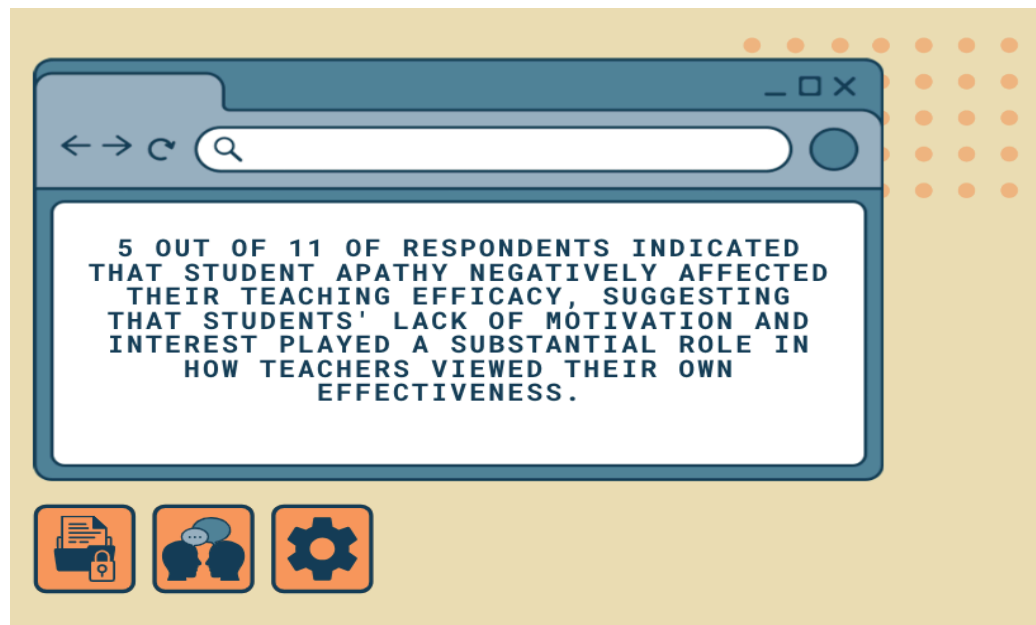 5 OUT OF 11 OF RESPONDENTS INDICATED
THAT STUDENT APATHY NEGATIVELY AFFECTED
THEIR TEACHING EFFICACY, SUGGESTING
THAT STUDENTS' LACK OF MOTIVATION AND
INTEREST PLAYED A SUBSTANTIAL ROLE IN
HOW TEACHERS VIEWED THEIR OWN
EFFECTIVENESS.